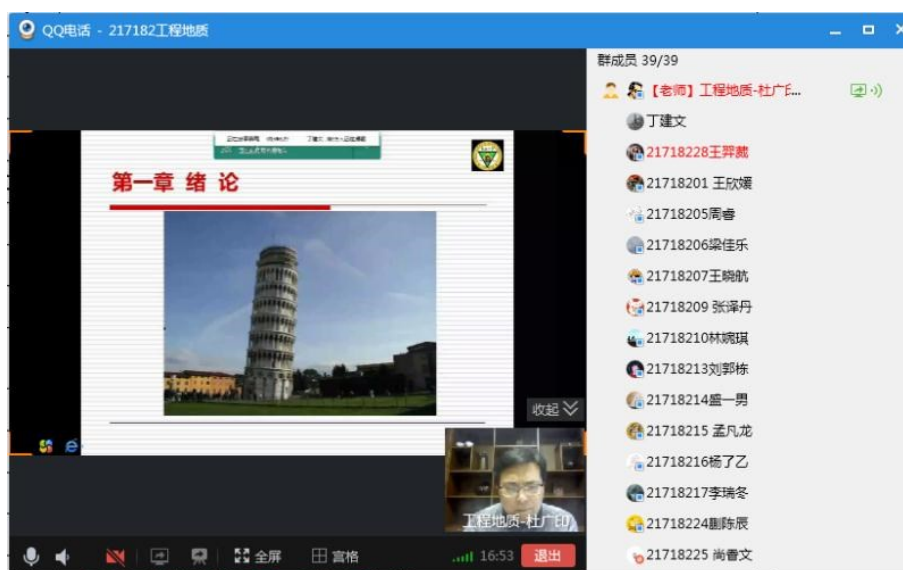 QQ电话 - 217182工程地质
群成员 39/39
【老师】工程地质-杜广E...
丁建文
21718228王羿宬
21718201 王欣媛
21718205周睿
21718206梁佳乐
21718207王晓航
21718209 张译丹
21718210林婉琪
21718213刘郭栋
21718214盛一男
21718215 孟凡龙
21718216杨了乙
21718217李瑞冬
21718224蒯陈辰
21718225 尚香文
第一章 绪 论
收起
工程地质-杜广印
全屏
宫格
16:53
退出